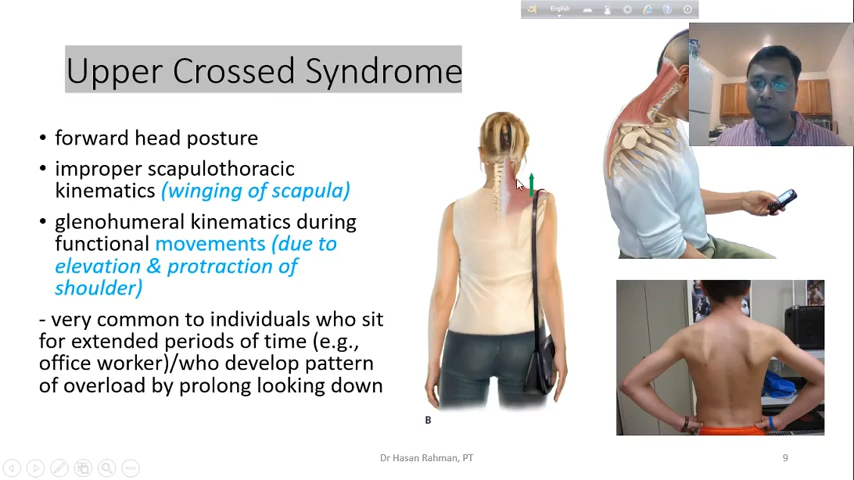 English
Upper Crossed Syndrome
• forward head posture
• improper scapulothoracic
kinematics (winging of scapula)
• glenohumeral kinematics during
functional movements (due to
elevation & protraction of
shoulder)
- very common to individuals who sit
for extended periods of time (e.g.,
office worker)/who develop pattern
of overload by prolong looking down
B
Dr Hasan Rahman, PT
9